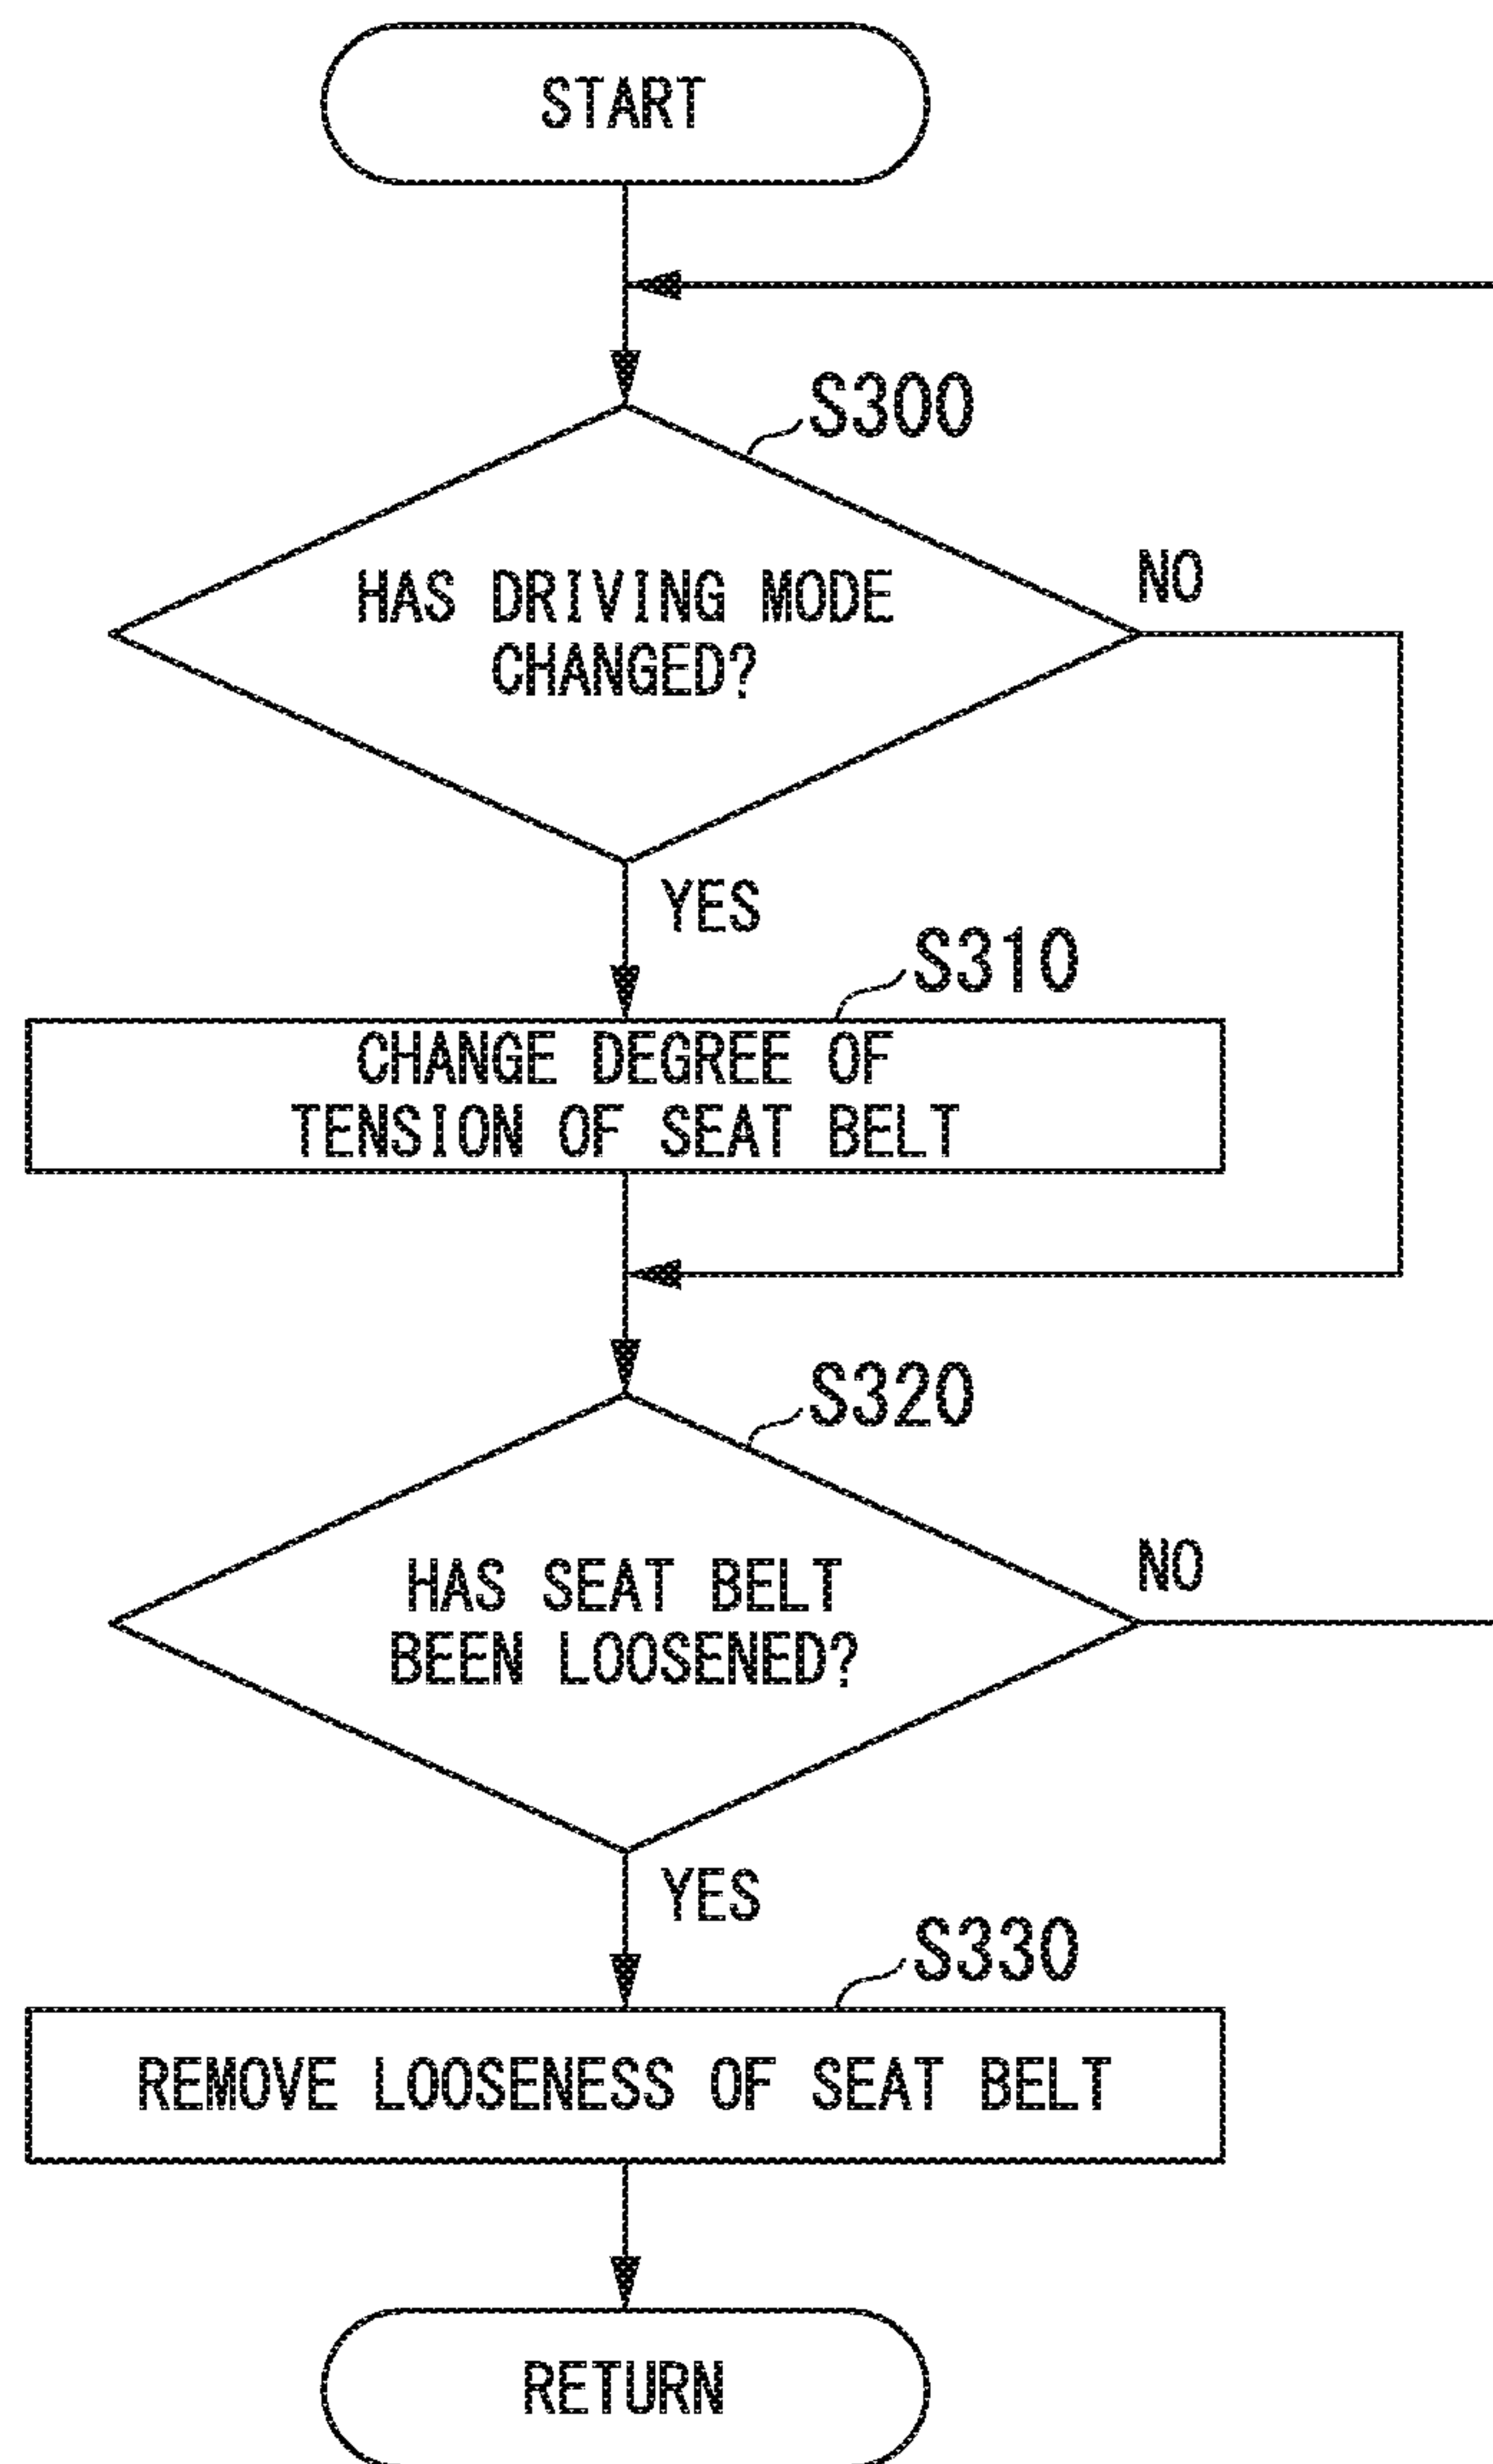 START
S300
HAS DRIVING MODE
CHANGED?
NO
YES
S310
CHANGE DEGREE OF
TENSION OF SEAT BELT
S320
HAS SEAT BELT
BEEN LOOSENED?
NO
YES
S330
REMOVE LOOSENESS OF SEAT BELT
RETURN